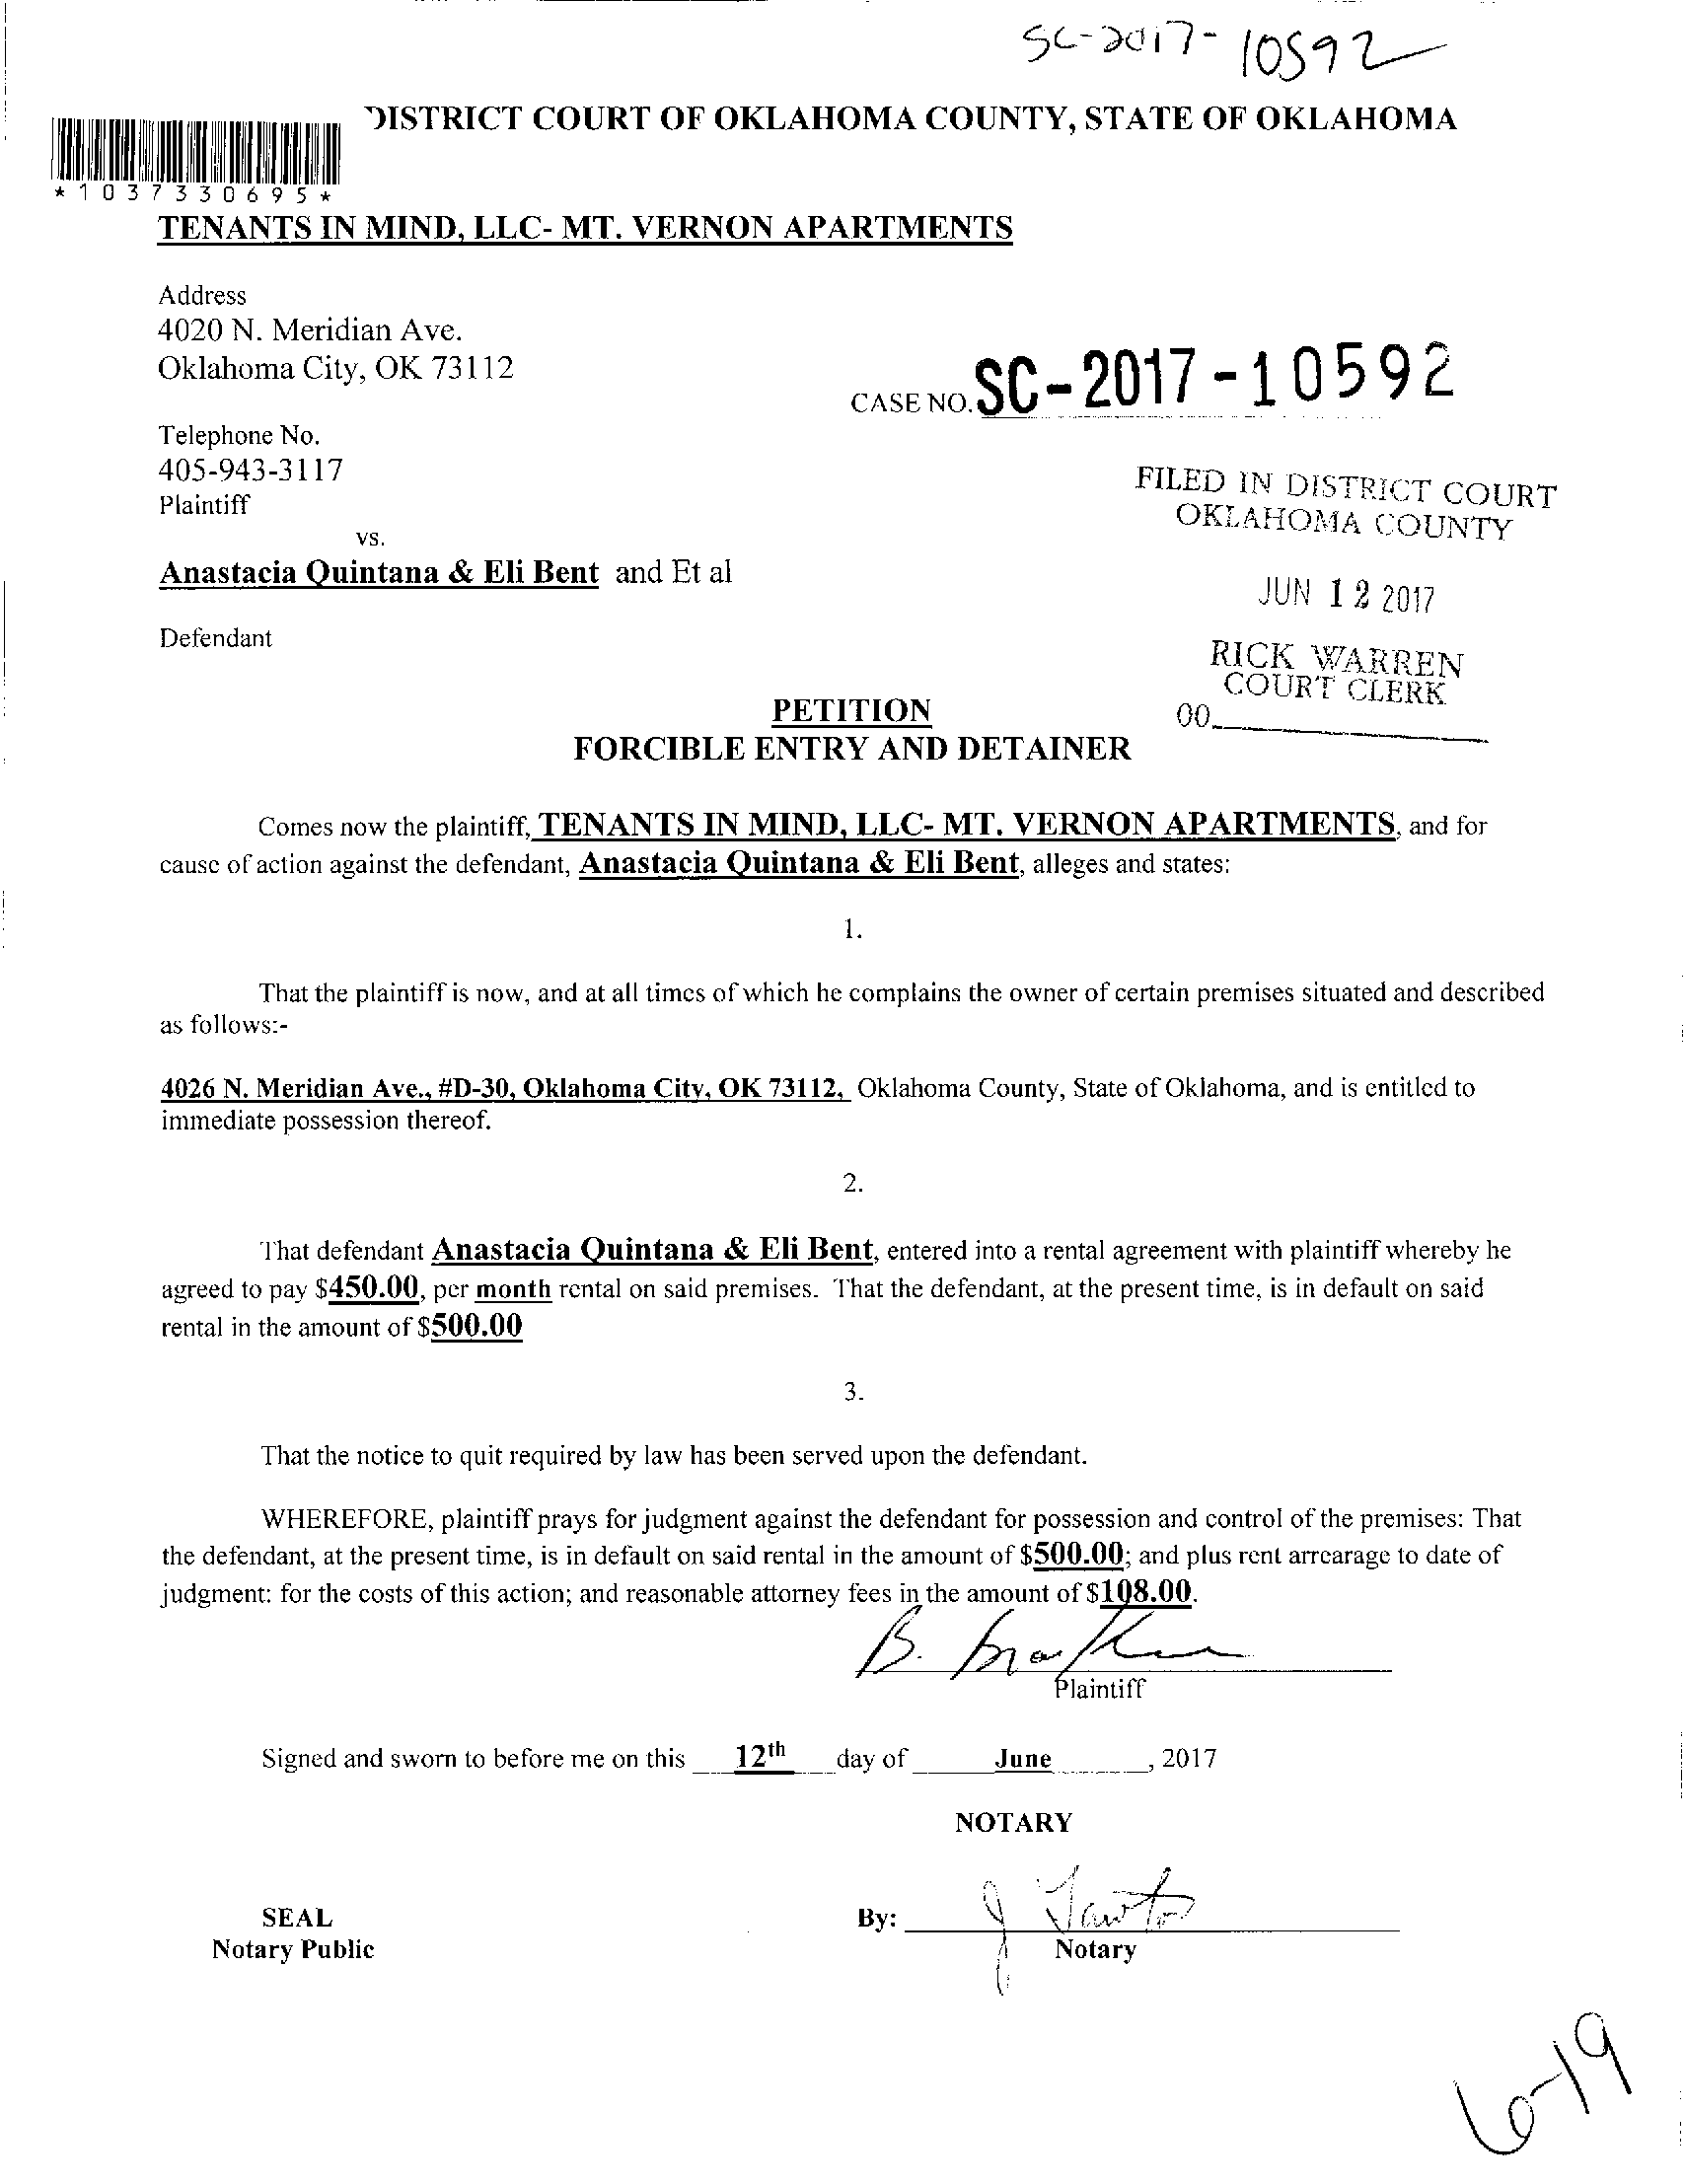 SC-2017-10592
DISTRICT COURT OF OKLAHOMA COUNTY, STATE OF OKLAHOMA
*1037330695*
TENANTS IN MIND, LLC- MT. VERNON APARTMENTS
Address
4020 N. Meridian Ave.
Oklahoma City, OK 73112
CASE NO. SC-2017-10592
Telephone No.
405-943-3117
Plaintiff
FILED IN DISTRICT COURT
OKLAHOMA COUNTY
vs.
Anastacia Quintana & Eli Bent and Et al
JUN 12 2017
Defendant
RICK WARREN
COURT CLERK
00
PETITION
FORCIBLE ENTRY AND DETAINER
Comes now the plaintiff, TENANTS IN MIND, LLC- MT. VERNON APARTMENTS, and for
cause of action against the defendant, Anastacia Quintana & Eli Bent, alleges and states:
1.
That the plaintiff is now, and at all times of which he complains the owner of certain premises situated and described
as follows:-
4026 N. Meridian Ave., #D-30, Oklahoma City, OK 73112, Oklahoma County, State of Oklahoma, and is entitled to
immediate possession thereof.
2.
That defendant Anastacia Quintana & Eli Bent, entered into a rental agreement with plaintiff whereby he
agreed to pay $450.00, per month rental on said premises. That the defendant, at the present time, is in default on said
rental in the amount of $500.00
3.
That the notice to quit required by law has been served upon the defendant.
WHEREFORE, plaintiff prays for judgment against the defendant for possession and control of the premises: That
the defendant, at the present time, is in default on said rental in the amount of $500.00; and plus rent arrearage to date of
judgment: for the costs of this action; and reasonable attorney fees in the amount of $108.00.
B.
Plaintiff
Signed and sworn to before me on this 12th day of June, 2017
NOTARY
SEAL
By: J
Notary Public
Notary
6-19